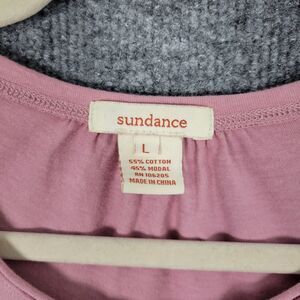 sundance
L
55% COTTON
45% MODAL
RN 106205
MADE IN CHINA